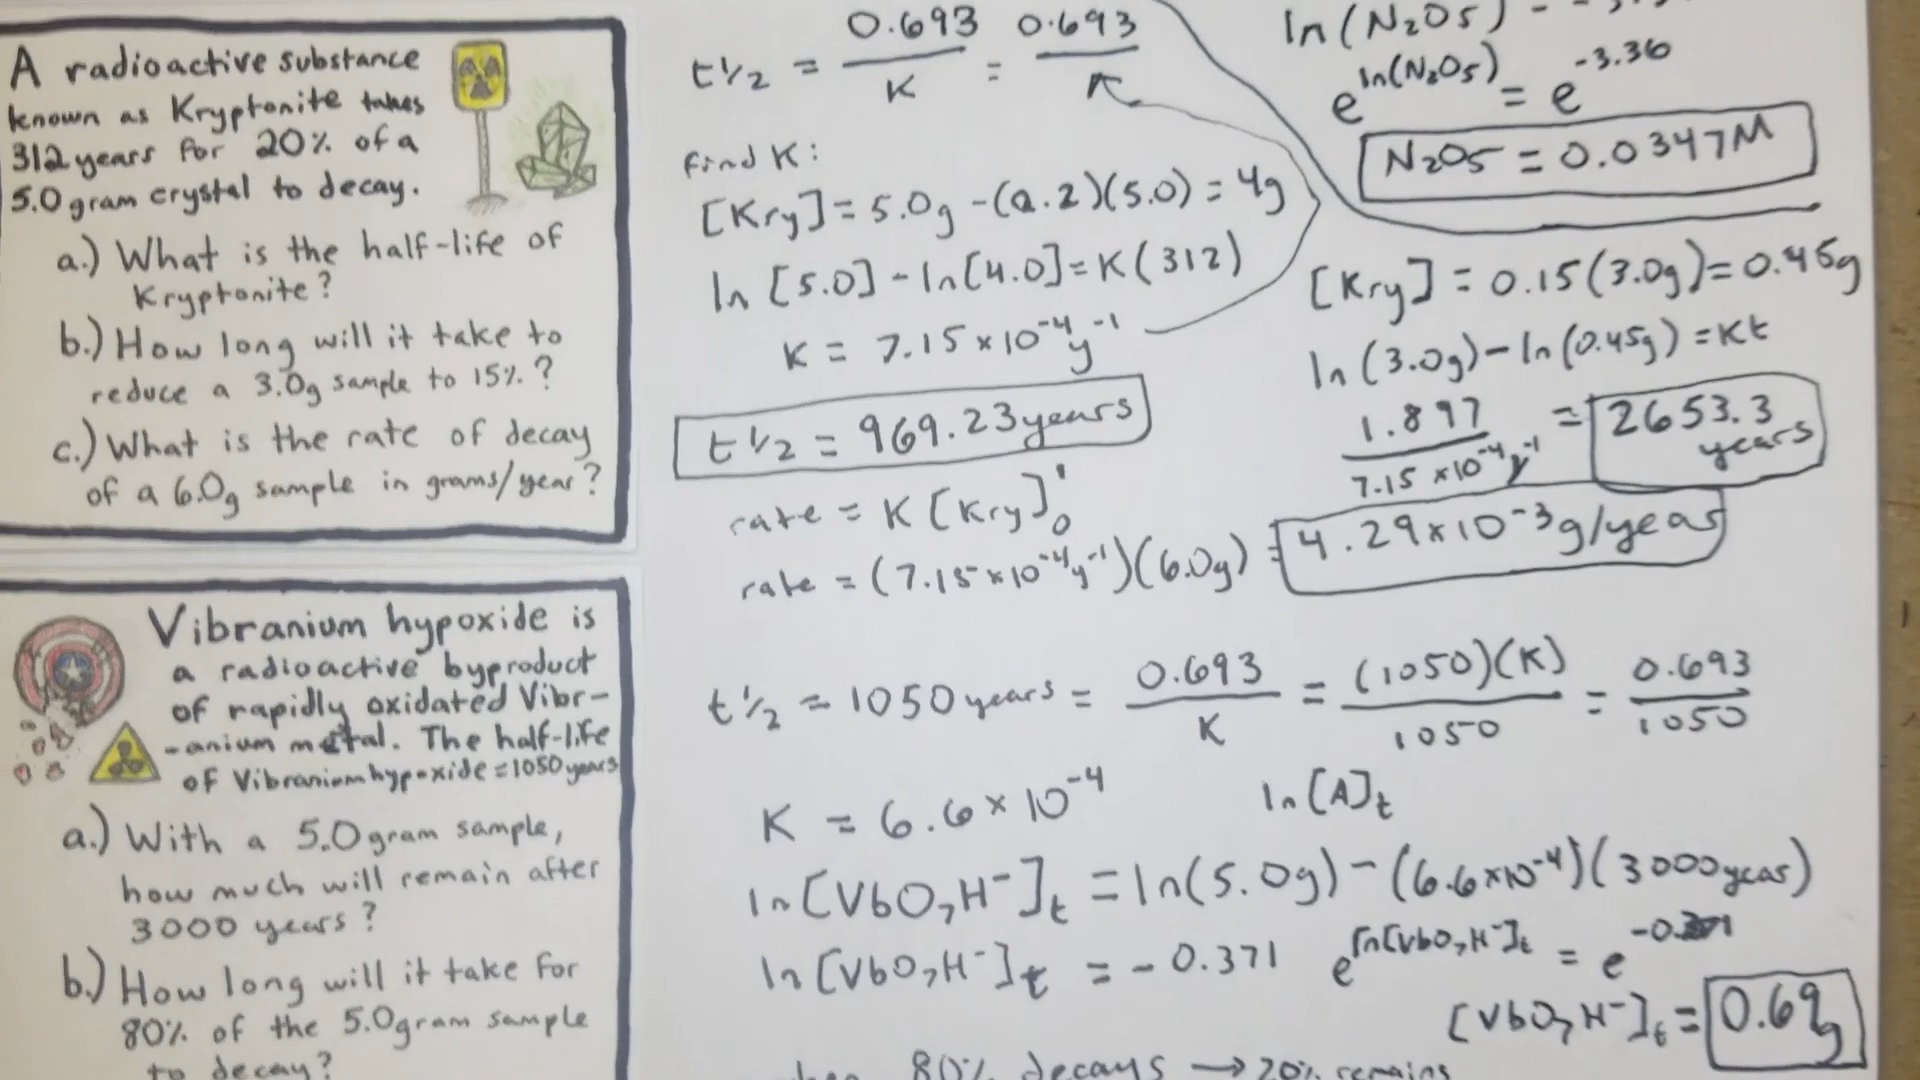 A radioactive substance
known as Kryptonite takes
312 years for 20% of a
5.0 gram crystal to decay.
a.) What is the half-life of
Kryptonite?
b.) How long will it take to
reduce a 3.0g sample to 15%?
c.) What is the rate of decay
of a 6.0g sample in grams/year?
Vibranium hypoxide is
a radioactive byproduct
of rapidly oxidated Vibr-
-anium metal. The half-life
of Vibranium hypoxide = 1050 years
a.) With a 5.0 gram sample,
how much will remain after
3000 years?
b.) How long will it take for
80% of the 5.0 gram sample
to decay?
t1/2 = 0.693/K = 0.693/K
Find K:
[Kry] = 5.0g - (0.2)(5.0) = 4g
ln [5.0] - ln[4.0] = K(312)
K = 7.15 x 10^-4 y^-1
t1/2 = 969.23 years
rate = K [Kry]^1_0
rate = (7.15 x 10^-4 y^-1)(6.0g) = 4.29 x 10^-3 g/year
ln(N2O5)
e^ln(N2O5) = e^-3.36
N2O5 = 0.0347M
[Kry] = 0.15(3.0g) = 0.45g
ln(3.0g) - ln(0.45g) = Kt
1.897/7.15 x 10^-4 y^-1 = 2653.3 years
t1/2 = 1050 years = 0.693/K = (1050)(K)/1050 = 0.693/1050
K = 6.6 x 10^-4
ln[A]t
ln[VbO7H^-]t = ln(5.0g) - (6.6 x 10^-4)(3000 years)
ln[VbO7H^-]t = -0.371
e^ln[VbO7H^-]t = e^-0.371
[VbO7H^-]t = 0.69g
80% decays → 20% remains